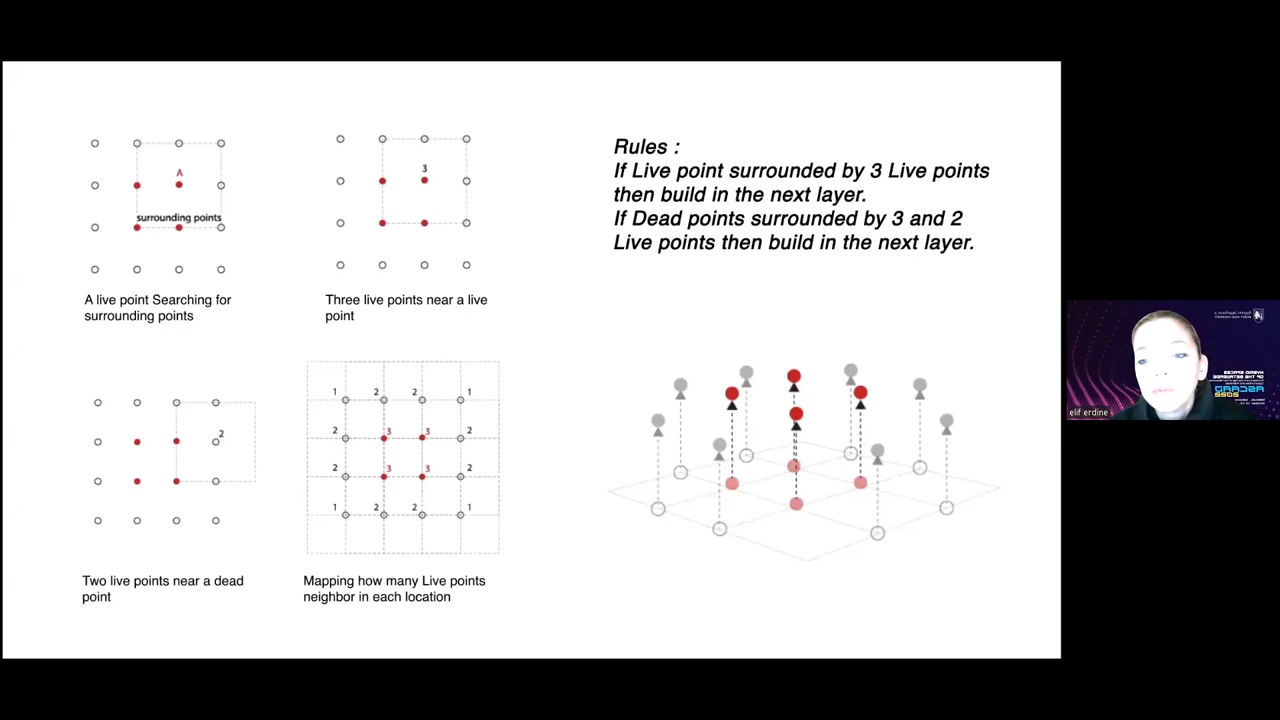 A
surrounding points
A live point Searching for
surrounding points
3
Three live points near a live
point
Rules :
If Live point surrounded by 3 Live points
then build in the next layer.
If Dead points surrounded by 3 and 2
Live points then build in the next layer.
2
Two live points near a dead
point
1 2 2 1
2 3 3 2
2 3 3 2
1 2 2 1
Mapping how many Live points
neighbor in each location
elif erdine